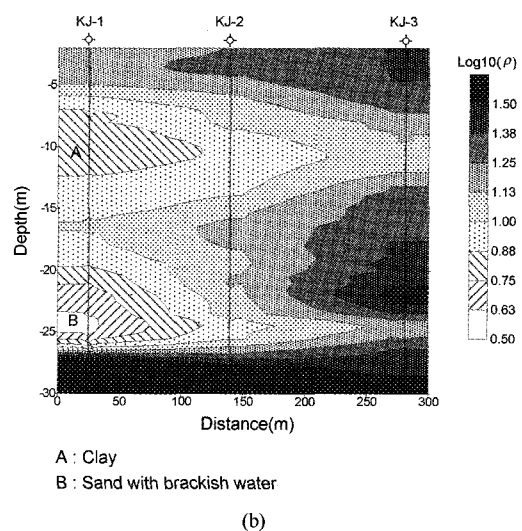 KJ-1 KJ-2 KJ-3
Log10(ρ)
1.50
1.38
1.25
1.13
1.00
0.88
0.75
0.63
0.50
Depth(m)
-5
-10
-15
-20
-25
-30
A
B
0 50 100 150 200 250 300
Distance(m)
A : Clay
B : Sand with brackish water
(b)